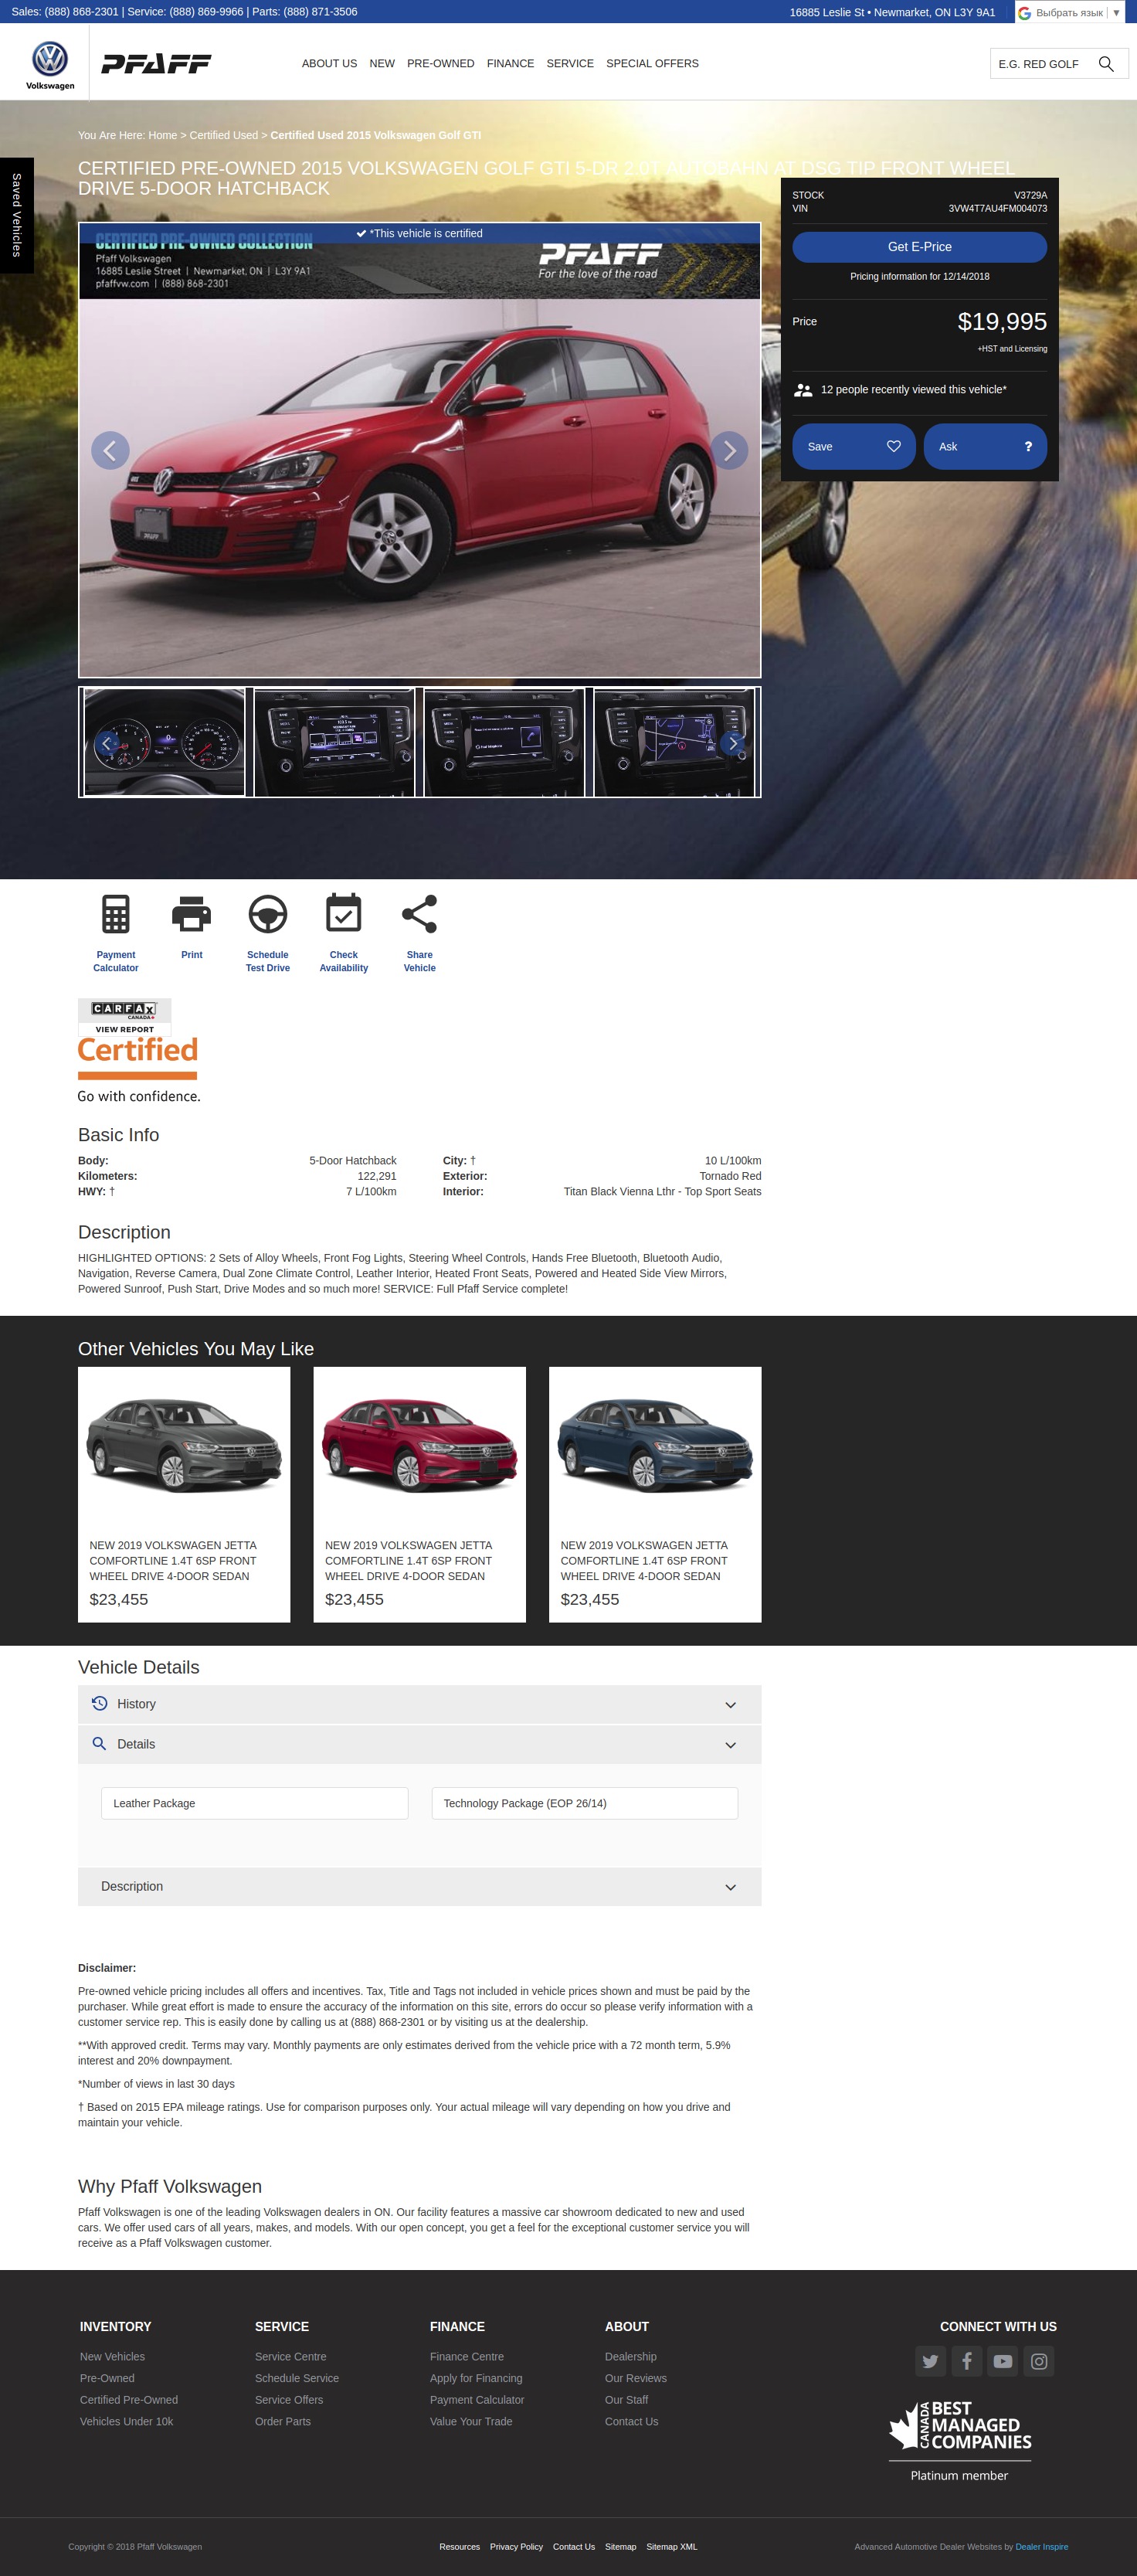 Sales: (888) 868-2301 | Service: (888) 869-9966 | Parts: (888) 871-3506
16885 Leslie St • Newmarket, ON L3Y 9A1
Выбрать язык ▼
Volkswagen
PFAFF
ABOUT US NEW PRE-OWNED FINANCE SERVICE SPECIAL OFFERS
E.G. RED GOLF
You Are Here: Home > Certified Used > Certified Used 2015 Volkswagen Golf GTI
Saved Vehicles
CERTIFIED PRE-OWNED 2015 VOLKSWAGEN GOLF GTI 5-DR 2.0T AUTOBAHN AT DSG TIP FRONT WHEEL
DRIVE 5-DOOR HATCHBACK
*This vehicle is certified
CERTIFIED PRE-OWNED COLLECTION
Pfaff Volkswagen
16885 Leslie Street | Newmarket, ON | L3Y 9A1
pfaffvw.com | (888) 868-2301
PFAFF
For the love of the road
PFAFF
STOCK V3729A
VIN 3VW4T7AU4FM004073
Get E-Price
Pricing information for 12/14/2018
Price $19,995
+HST and Licensing
12 people recently viewed this vehicle*
Save
Ask ?
Payment
Calculator
Print
Schedule
Test Drive
Check
Availability
Share
Vehicle
CARFAX
CANADA
VIEW REPORT
Certified
Go with confidence.
Basic Info
Body: 5-Door Hatchback
Kilometers: 122,291
HWY: † 7 L/100km
City: † 10 L/100km
Exterior: Tornado Red
Interior: Titan Black Vienna Lthr - Top Sport Seats
Description
HIGHLIGHTED OPTIONS: 2 Sets of Alloy Wheels, Front Fog Lights, Steering Wheel Controls, Hands Free Bluetooth, Bluetooth Audio,
Navigation, Reverse Camera, Dual Zone Climate Control, Leather Interior, Heated Front Seats, Powered and Heated Side View Mirrors,
Powered Sunroof, Push Start, Drive Modes and so much more! SERVICE: Full Pfaff Service complete!
Other Vehicles You May Like
NEW 2019 VOLKSWAGEN JETTA
COMFORTLINE 1.4T 6SP FRONT
WHEEL DRIVE 4-DOOR SEDAN
$23,455
NEW 2019 VOLKSWAGEN JETTA
COMFORTLINE 1.4T 6SP FRONT
WHEEL DRIVE 4-DOOR SEDAN
$23,455
NEW 2019 VOLKSWAGEN JETTA
COMFORTLINE 1.4T 6SP FRONT
WHEEL DRIVE 4-DOOR SEDAN
$23,455
Vehicle Details
History
Details
Leather Package
Technology Package (EOP 26/14)
Description
Disclaimer:
Pre-owned vehicle pricing includes all offers and incentives. Tax, Title and Tags not included in vehicle prices shown and must be paid by the
purchaser. While great effort is made to ensure the accuracy of the information on this site, errors do occur so please verify information with a
customer service rep. This is easily done by calling us at (888) 868-2301 or by visiting us at the dealership.
**With approved credit. Terms may vary. Monthly payments are only estimates derived from the vehicle price with a 72 month term, 5.9%
interest and 20% downpayment.
*Number of views in last 30 days
† Based on 2015 EPA mileage ratings. Use for comparison purposes only. Your actual mileage will vary depending on how you drive and
maintain your vehicle.
Why Pfaff Volkswagen
Pfaff Volkswagen is one of the leading Volkswagen dealers in ON. Our facility features a massive car showroom dedicated to new and used
cars. We offer used cars of all years, makes, and models. With our open concept, you get a feel for the exceptional customer service you will
receive as a Pfaff Volkswagen customer.
INVENTORY
New Vehicles
Pre-Owned
Certified Pre-Owned
Vehicles Under 10k
SERVICE
Service Centre
Schedule Service
Service Offers
Order Parts
FINANCE
Finance Centre
Apply for Financing
Payment Calculator
Value Your Trade
ABOUT
Dealership
Our Reviews
Our Staff
Contact Us
CONNECT WITH US
CANADA
BEST
MANAGED
COMPANIES
Platinum member
Copyright © 2018 Pfaff Volkswagen
Resources Privacy Policy Contact Us Sitemap Sitemap XML
Advanced Automotive Dealer Websites by Dealer Inspire